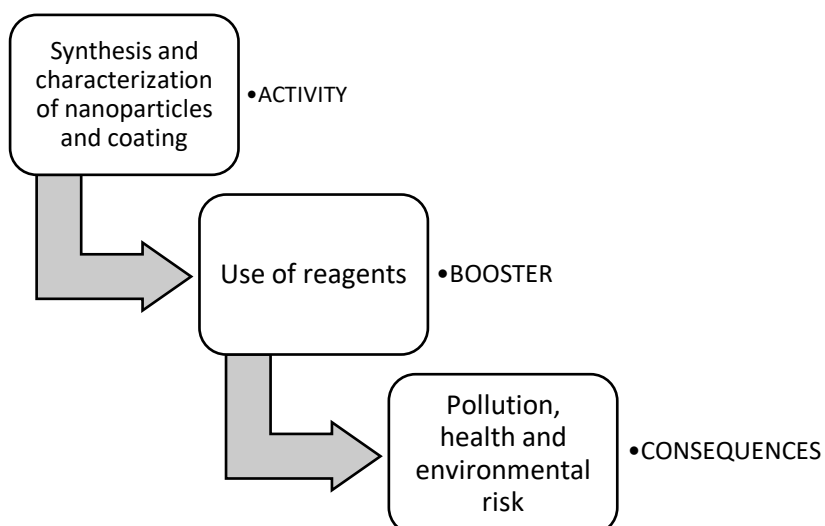 Synthesis and
characterization
of nanoparticles
and coating
•ACTIVITY
Use of reagents
•BOOSTER
Pollution,
health and
environmental
risk
•CONSEQUENCES